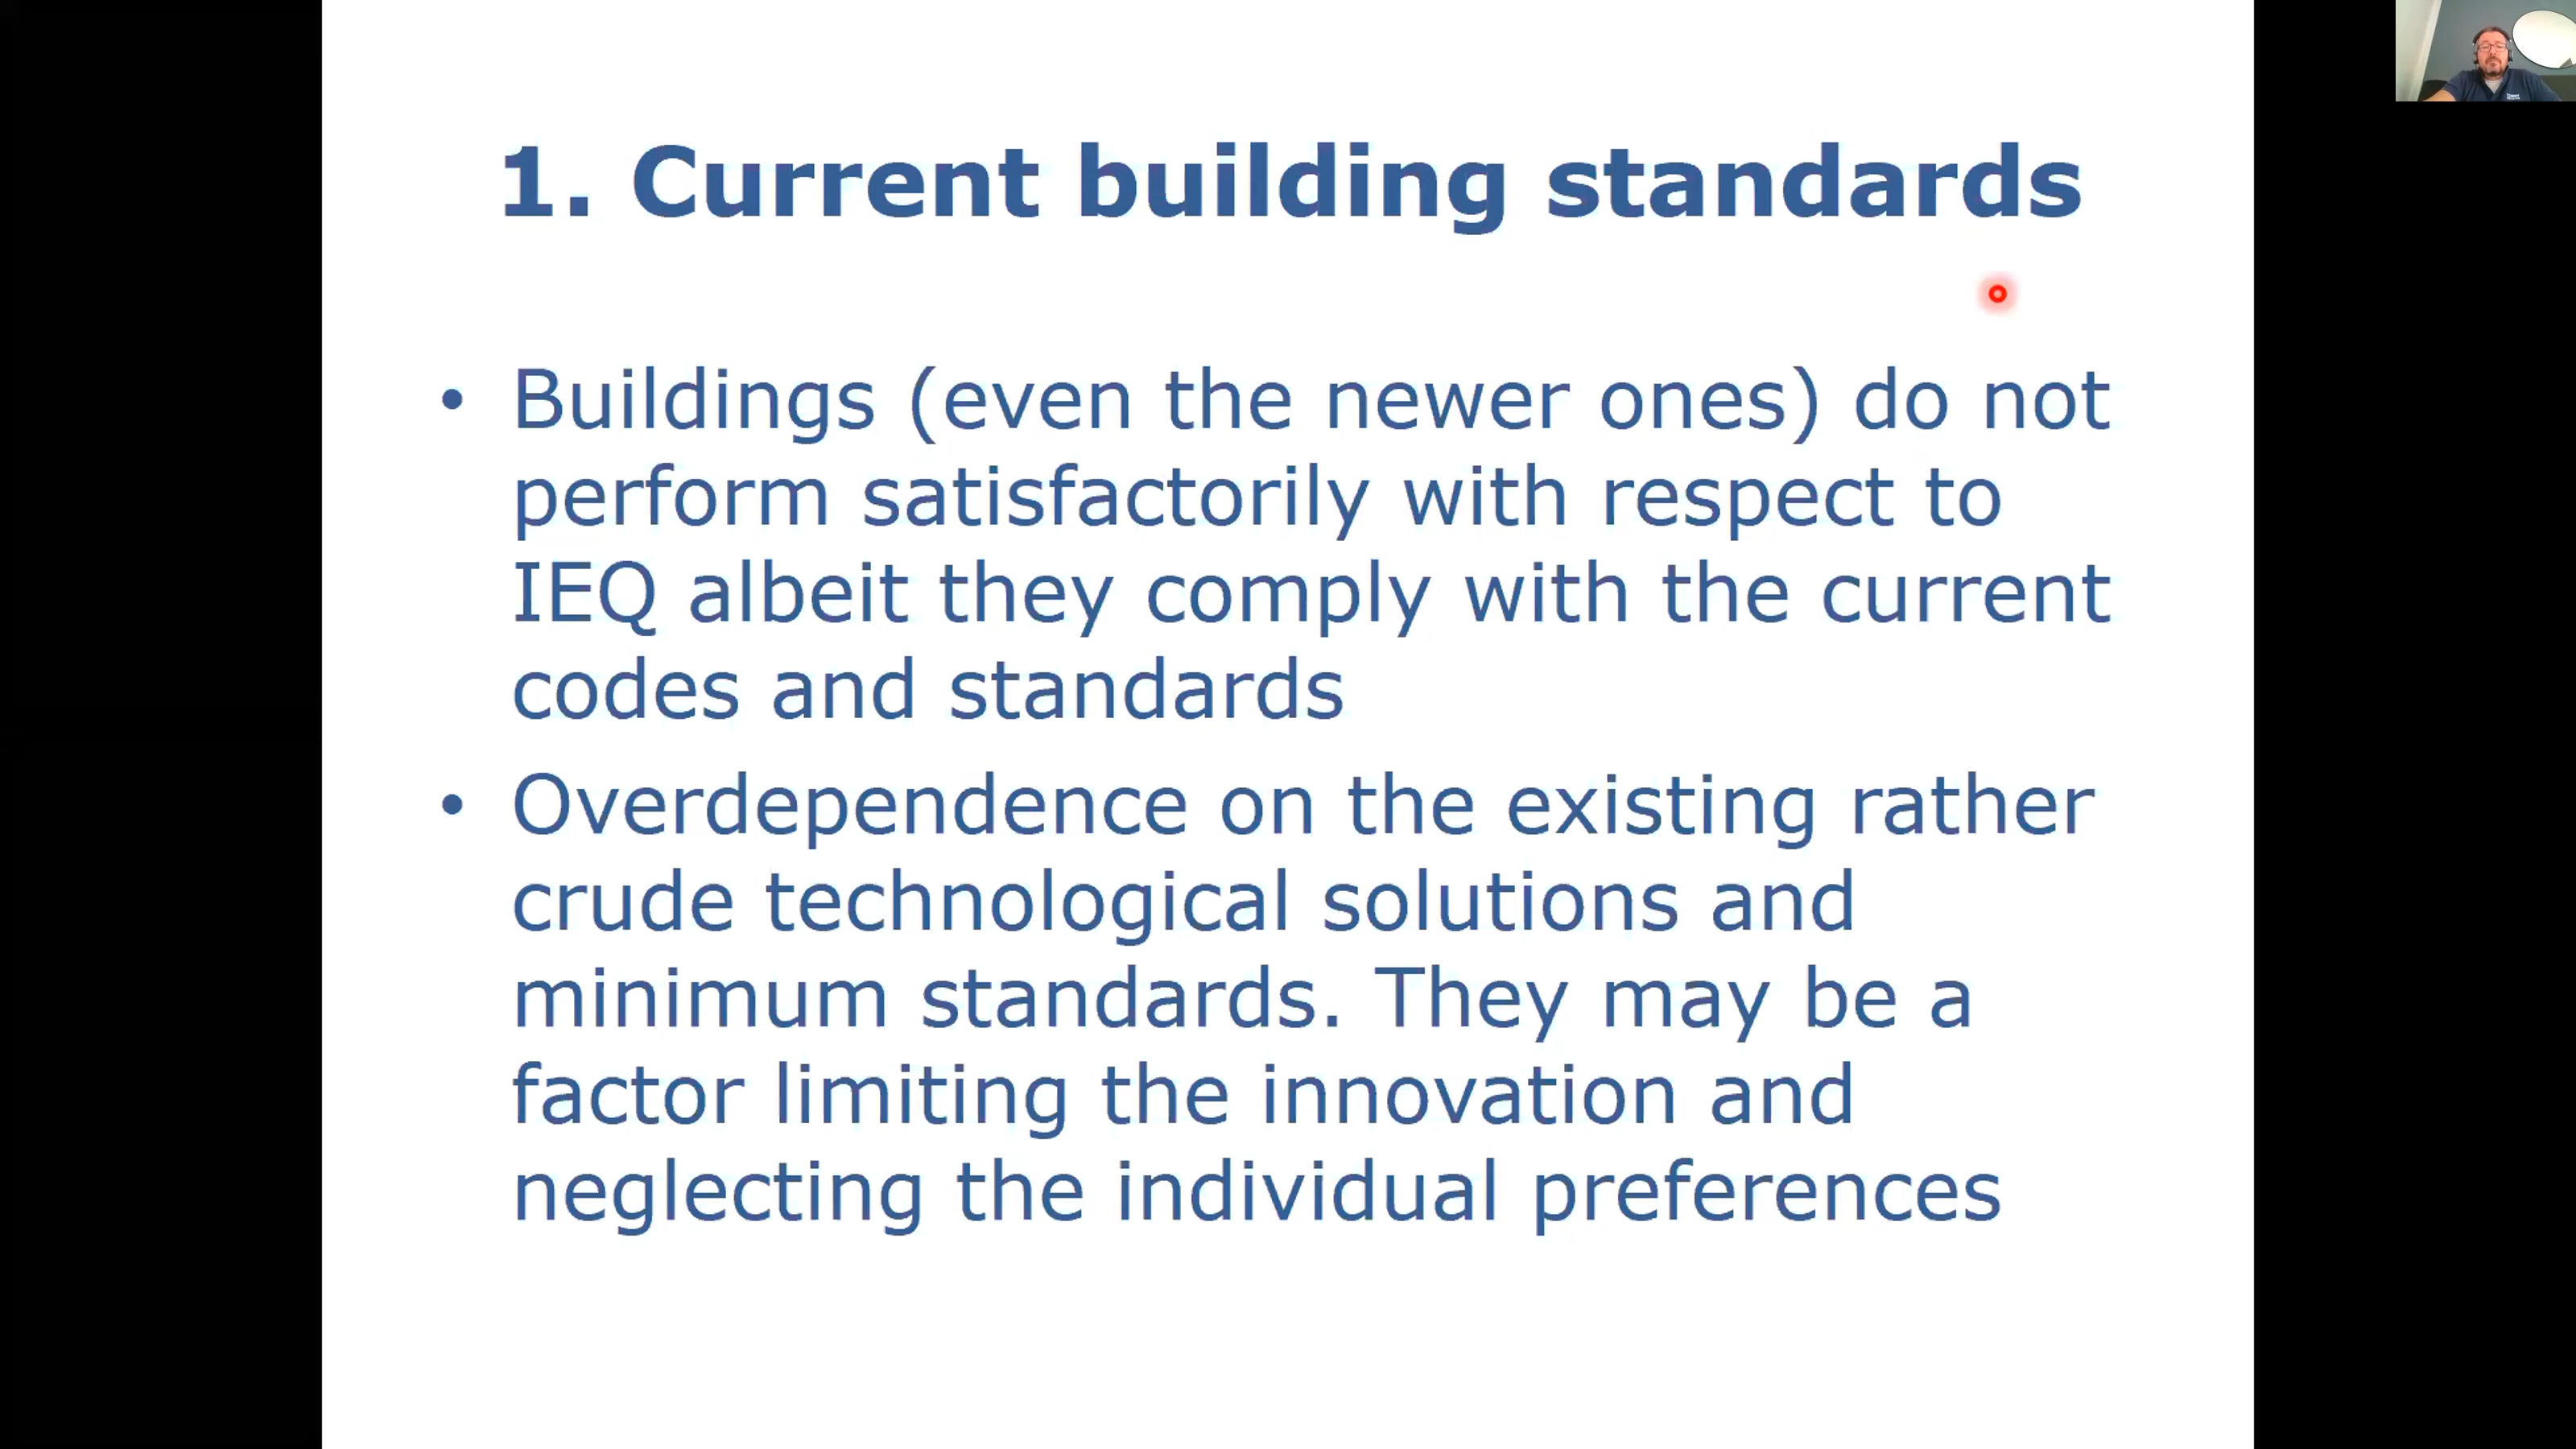 1. Current building standards
• Buildings (even the newer ones) do not
perform satisfactorily with respect to
IEQ albeit they comply with the current
codes and standards
• Overdependence on the existing rather
crude technological solutions and
minimum standards. They may be a
factor limiting the innovation and
neglecting the individual preferences